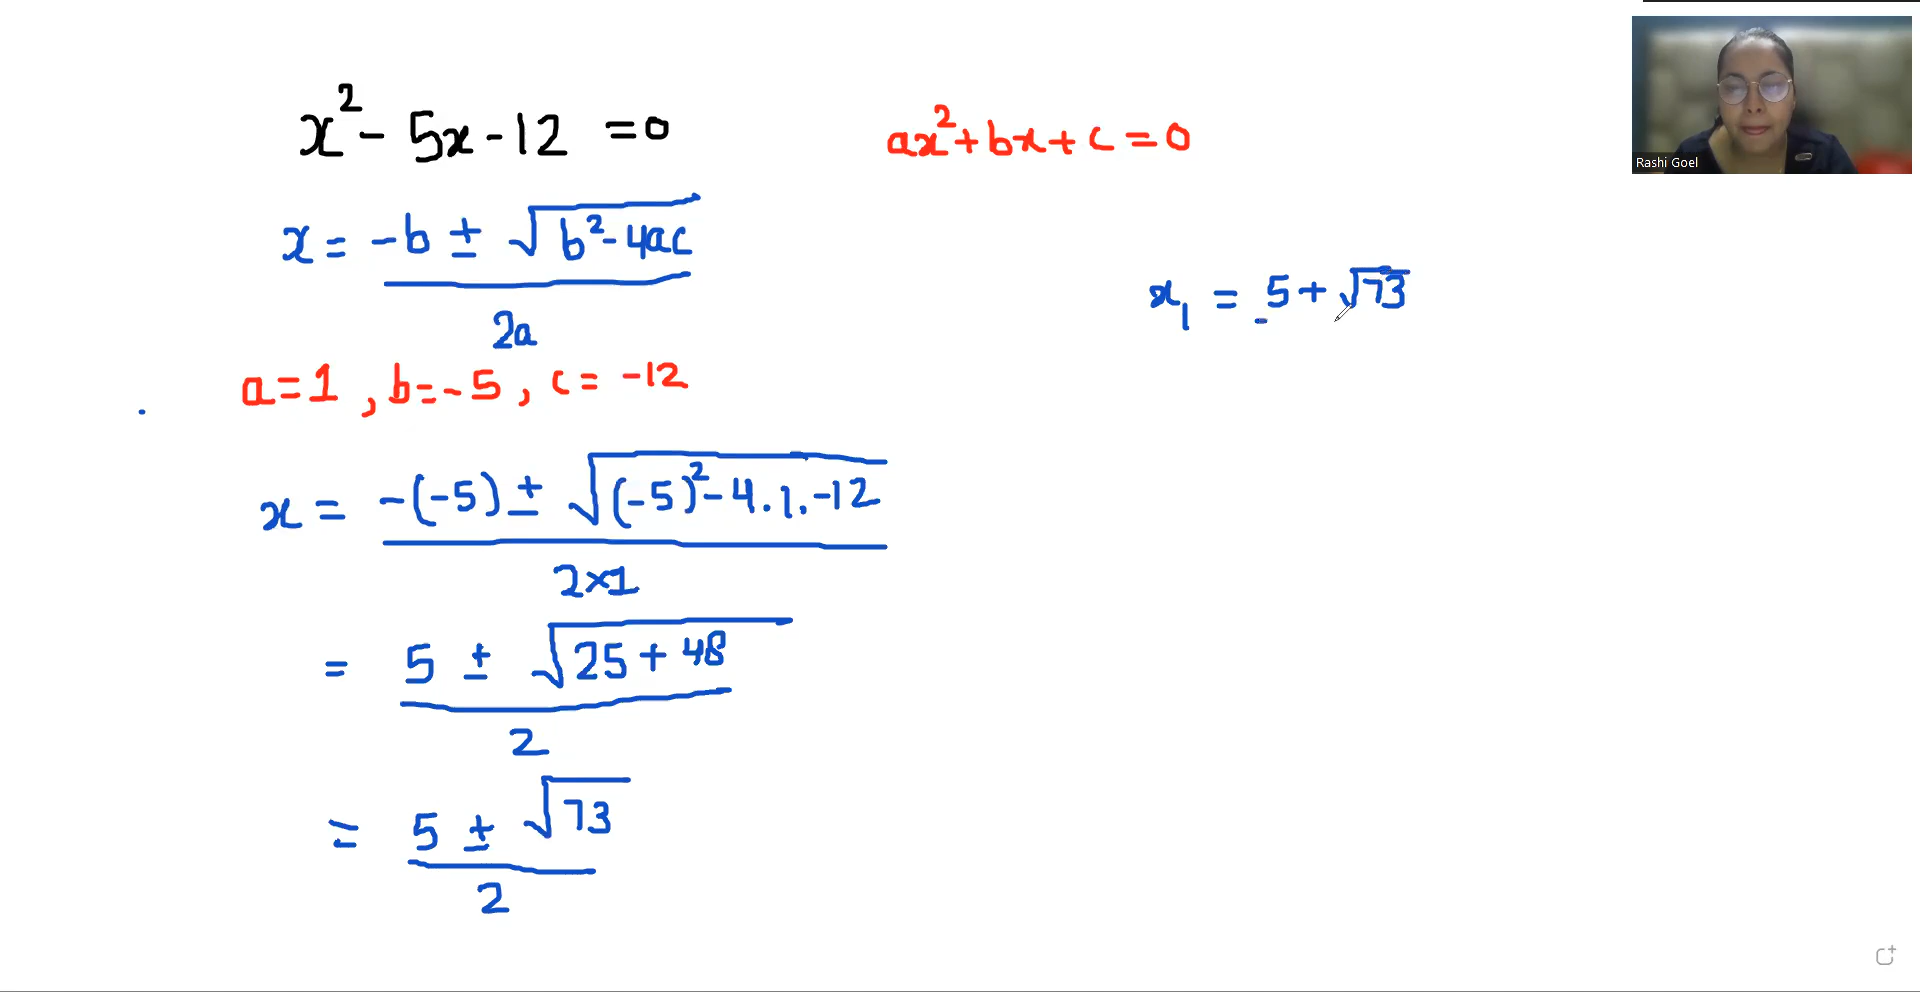 x² - 5x - 12 = 0
ax² + bx + c = 0
Rashi Goel
x = -b ± √(b² - 4ac)
2a
x₁ = 5 + √73
a = 1, b = -5, c = -12
x = -(-5) ± √((-5)² - 4.1.-12)
2×1
= 5 ± √(25 + 48)
2
= 5 ± √73
2